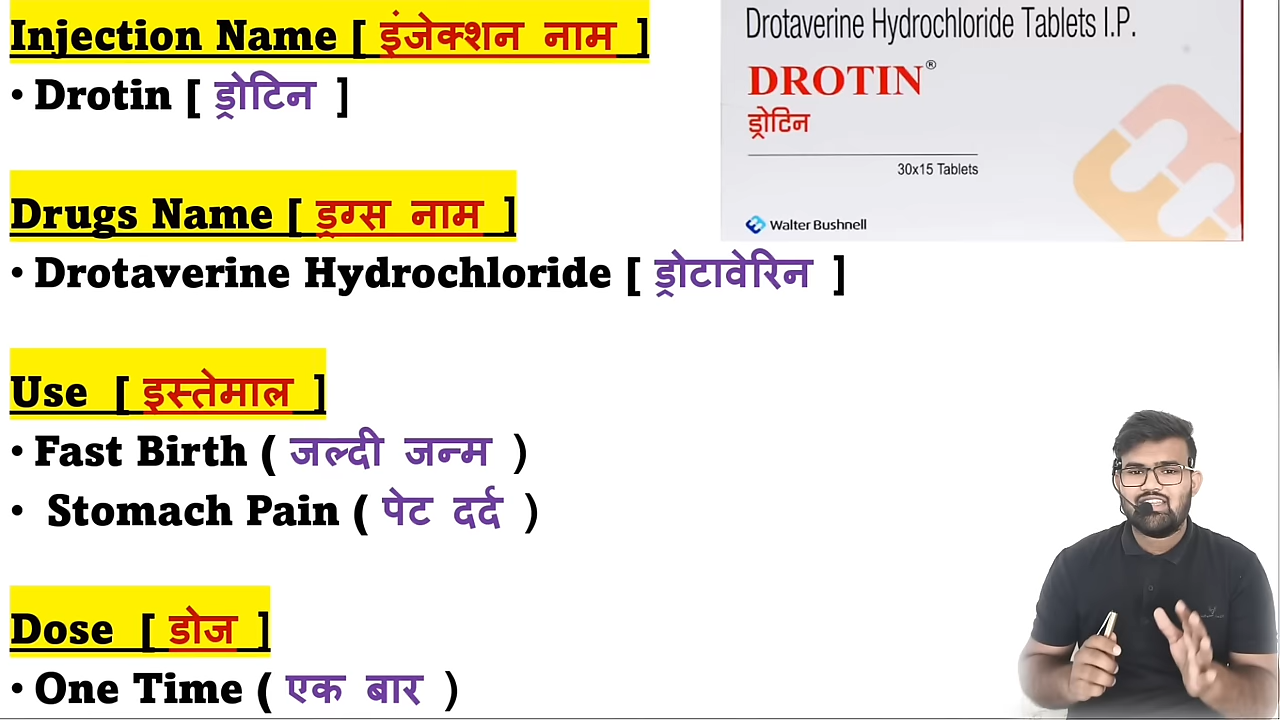 Injection Name [ इंजेक्शन नाम ]
• Drotin [ ड्रोटिन ]
Drugs Name [ ड्रग्स नाम ]
• Drotaverine Hydrochloride [ ड्रोटावेरिन ]
Use [ इस्तेमाल ]
• Fast Birth ( जल्दी जन्म )
• Stomach Pain ( पेट दर्द )
Dose [ डोज ]
• One Time ( एक बार )
Drotaverine Hydrochloride Tablets I.P.
DROTIN®
ड्रोटिन
30x15 Tablets
Walter Bushnell